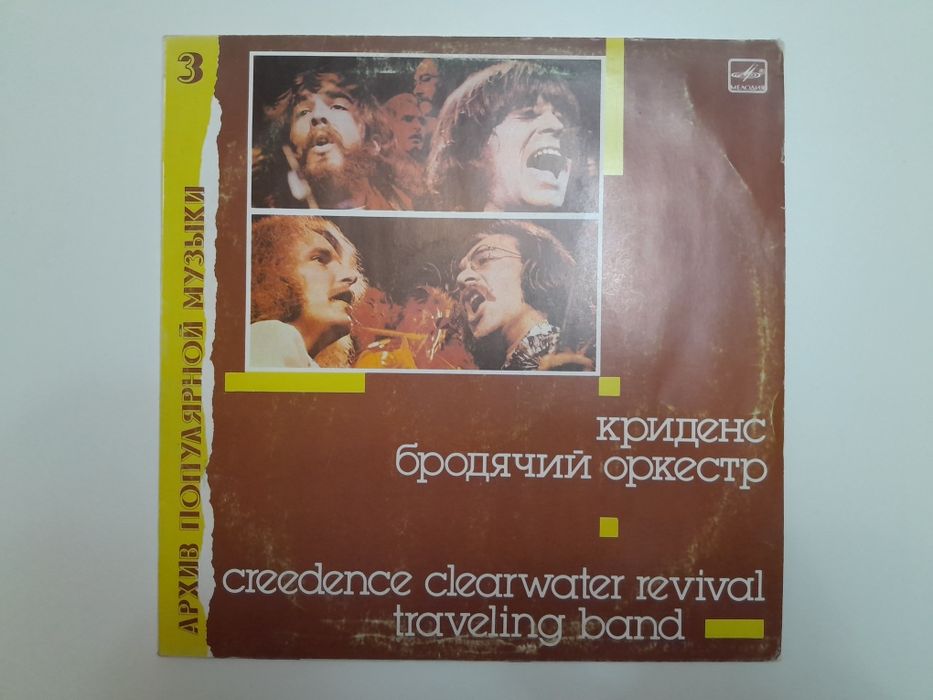 3
АРХИВ ПОПУЛЯРНОЙ МУЗЫКИ
МЕЛОДИЯ
криденс
бродячий оркестр
creedence clearwater revival
traveling band